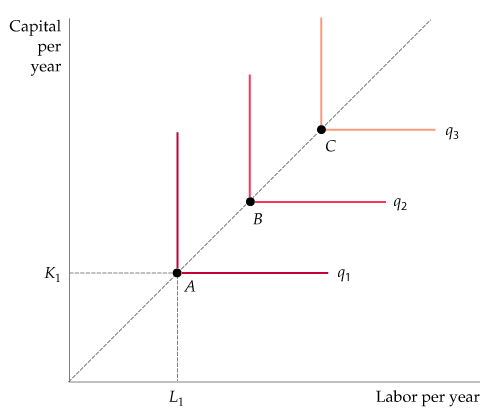 Capital
per
year
C
q3
B
q2
K1
A
q1
L1
Labor per year